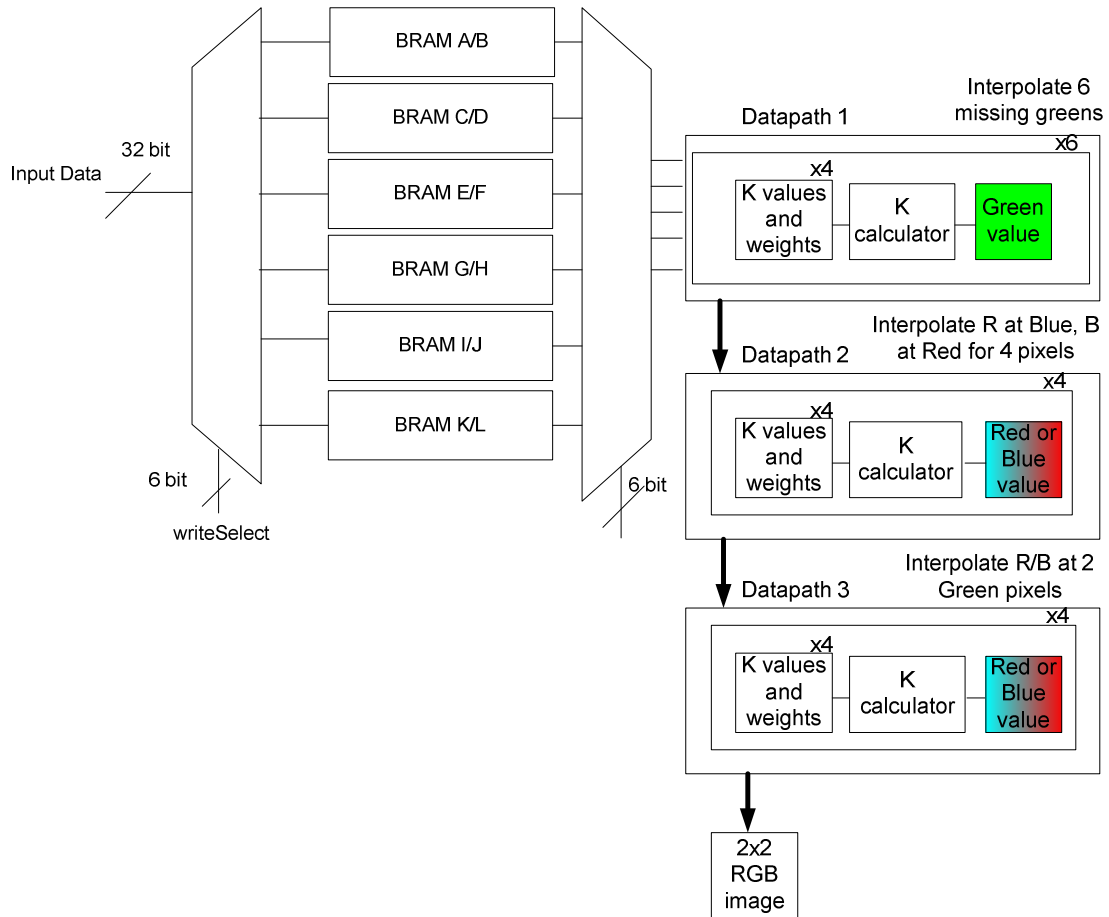 BRAM A/B
BRAM C/D
BRAM E/F
BRAM G/H
BRAM I/J
BRAM K/L
32 bit
Input Data
6 bit
writeSelect
6 bit
Interpolate 6
missing greens
Datapath 1
x6
x4
K values
and
weights
K
calculator
Green
value
Interpolate R at Blue, B
at Red for 4 pixels
Datapath 2
x4
x4
K values
and
weights
K
calculator
Red or
Blue
value
Interpolate R/B at 2
Green pixels
Datapath 3
x4
x4
K values
and
weights
K
calculator
Red or
Blue
value
2x2
RGB
image